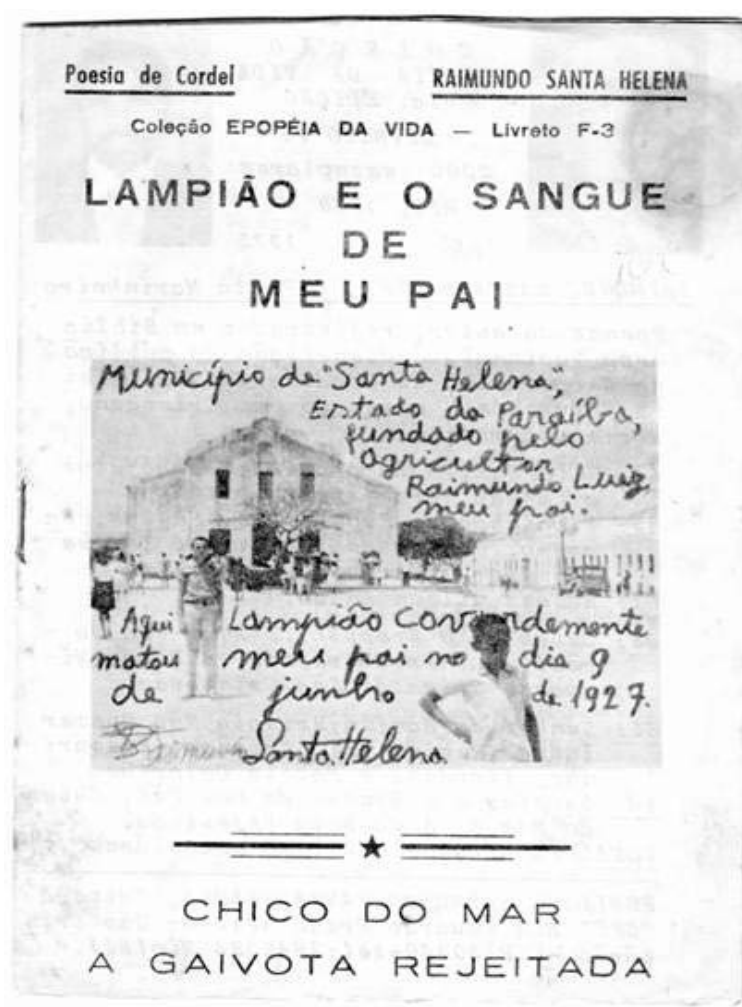 Poesia de Cordel
RAIMUNDO SANTA HELENA
Coleção EPOPÉIA DA VIDA — Livreto F-3
LAMPIÃO E O SANGUE
DE
MEU PAI
Município de "Santa Helena",
Estado da Paraíba,
fundado pelo
agricultor
Raimundo Luiz,
meu pai.
Aqui Lampião covardemente
matou meu pai no dia 9
de junho de 1927.
Santa Helena
CHICO DO MAR
A GAIVOTA REJEITADA